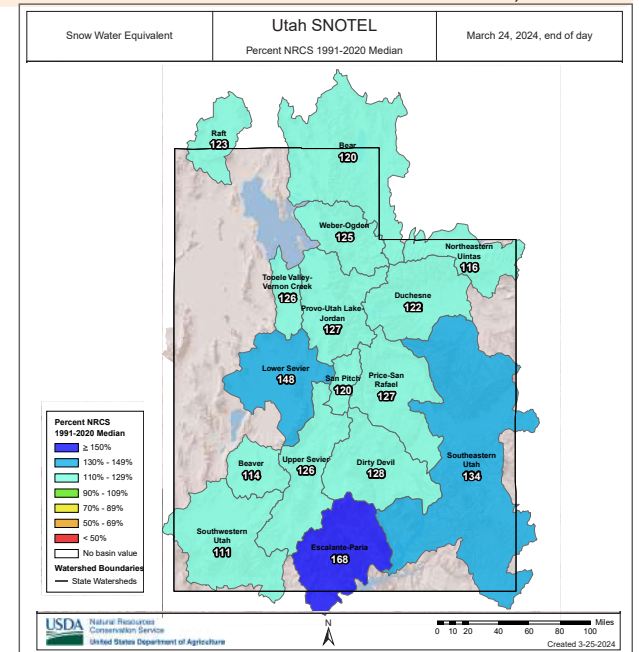 Snow Water Equivalent
Utah SNOTEL
Percent NRCS 1991-2020 Median
March 24, 2024, end of day
Raft
123
Bear
120
Weber-Ogden
125
Northeastern
Uintas
116
Tooele Valley-
Vernon Creek
126
Duchesne
122
Provo-Utah Lake-
Jordan
127
Lower Sevier
148
San Pitch
120
Price-San
Rafael
127
Southeastern
Utah
134
Beaver
114
Upper Sevier
126
Dirty Devil
128
Southwestern
Utah
111
Escalante-Paria
168
Percent NRCS
1991-2020 Median
≥ 150%
130% - 149%
110% - 129%
90% - 109%
70% - 89%
50% - 69%
< 50%
No basin value
Watershed Boundaries
State Watersheds
USDA
Natural Resources
Conservation Service
United States Department of Agriculture
N
Miles
0 10 20 40 60 80 100
Created 3-25-2024